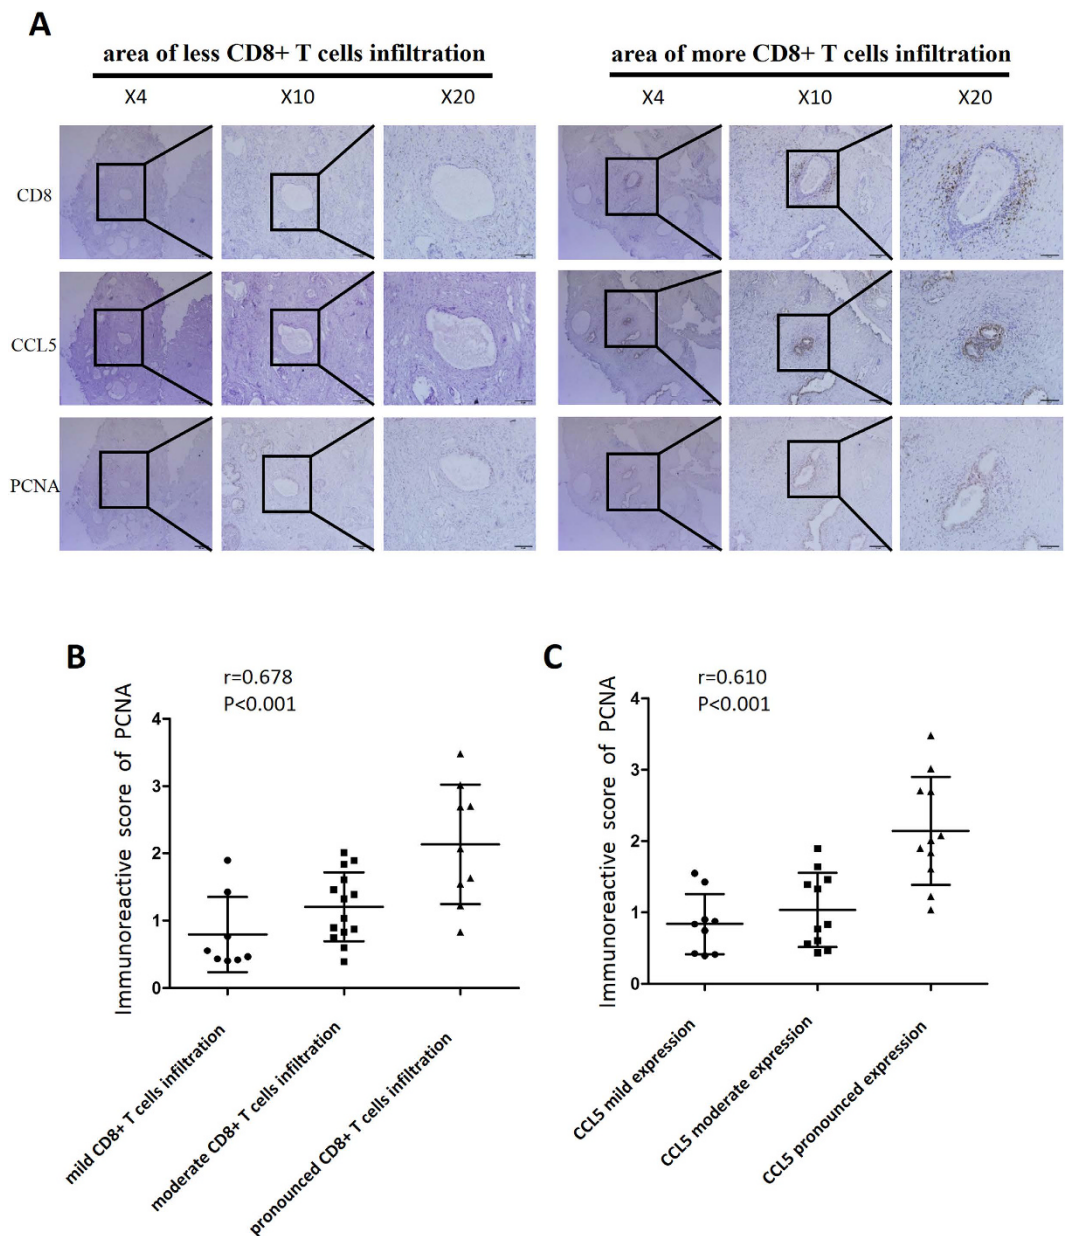 A
area of less CD8+ T cells infiltration
area of more CD8+ T cells infiltration
X4 X10 X20 X4 X10 X20
CD8
CCL5
PCNA
B
r=0.678
P<0.001
Immunoreactive score of PCNA
4
3
2
1
0
mild CD8+ T cells infiltration
moderate CD8+ T cells infiltration
pronounced CD8+ T cells infiltration
C
r=0.610
P<0.001
Immunoreactive score of PCNA
4
3
2
1
0
CCL5 mild expression
CCL5 moderate expression
CCL5 pronounced expression